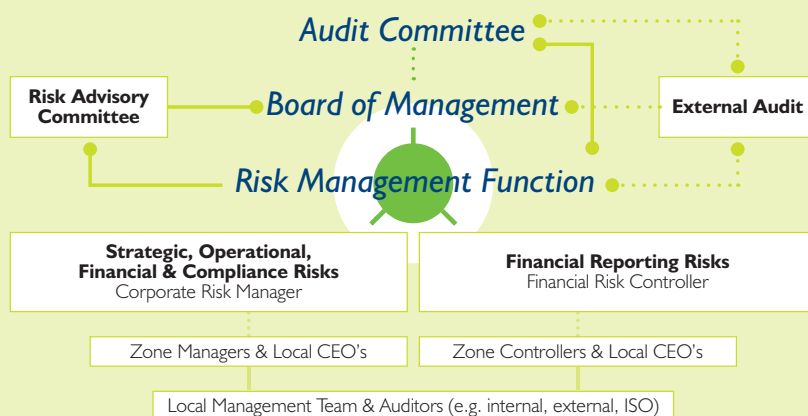 Audit Committee
Risk Advisory
Committee
Board of Management
External Audit
Risk Management Function
Strategic, Operational,
Financial & Compliance Risks
Corporate Risk Manager
Financial Reporting Risks
Financial Risk Controller
Zone Managers & Local CEO's
Zone Controllers & Local CEO's
Local Management Team & Auditors (e.g. internal, external, ISO)